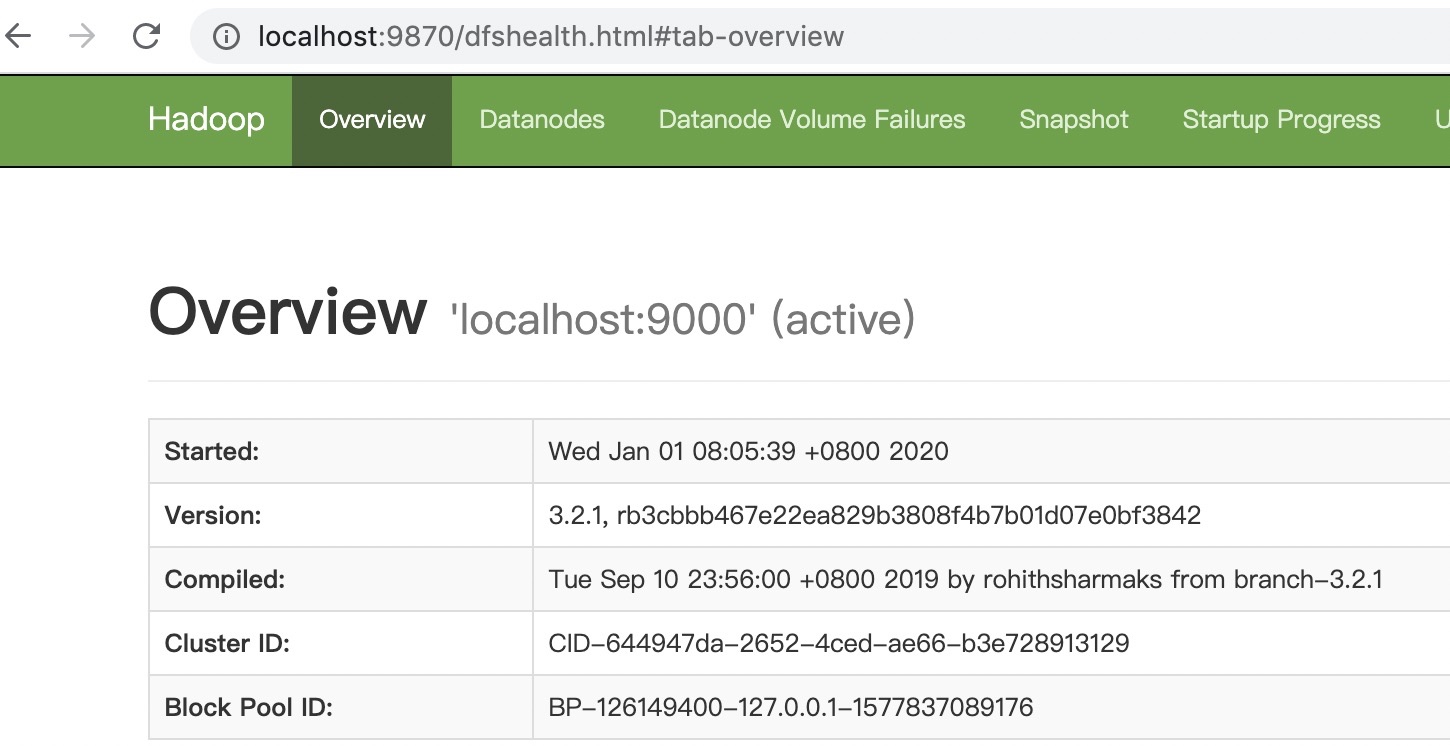 localhost:9870/dfshealth.html#tab-overview
Hadoop Overview Datanodes Datanode Volume Failures Snapshot Startup Progress
Overview 'localhost:9000' (active)
Started: Wed Jan 01 08:05:39 +0800 2020
Version: 3.2.1, rb3cbbb467e22ea829b3808f4b7b01d07e0bf3842
Compiled: Tue Sep 10 23:56:00 +0800 2019 by rohithsharmaks from branch-3.2.1
Cluster ID: CID-644947da-2652-4ced-ae66-b3e728913129
Block Pool ID: BP-126149400-127.0.0.1-1577837089176